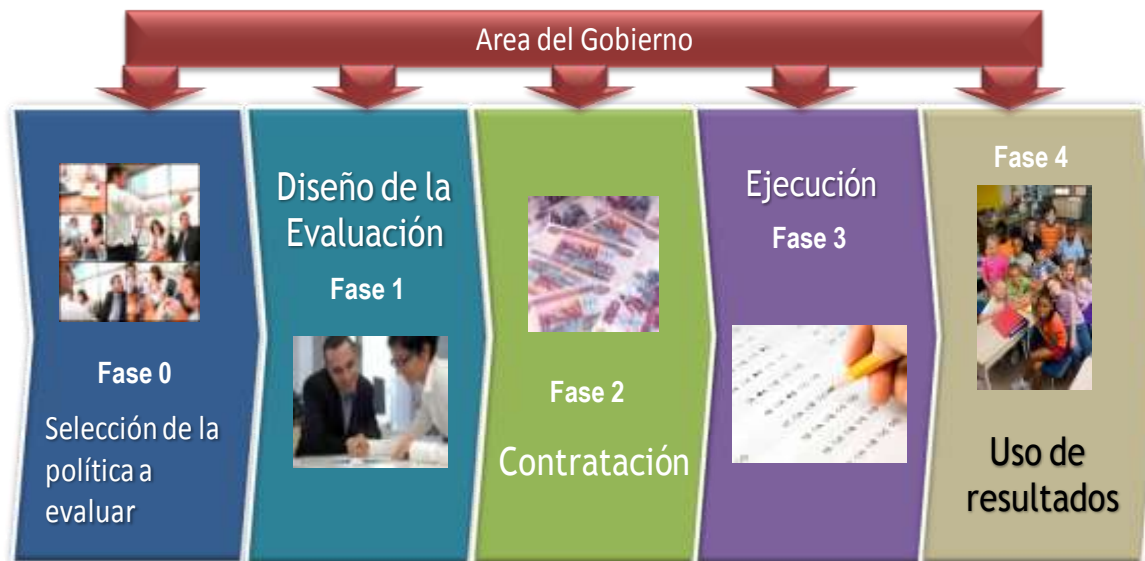 Area del Gobierno
Fase 0
Selección de la
política a
evaluar
Diseño de la
Evaluación
Fase 1
Fase 2
Contratación
Ejecución
Fase 3
Fase 4
Uso de
resultados